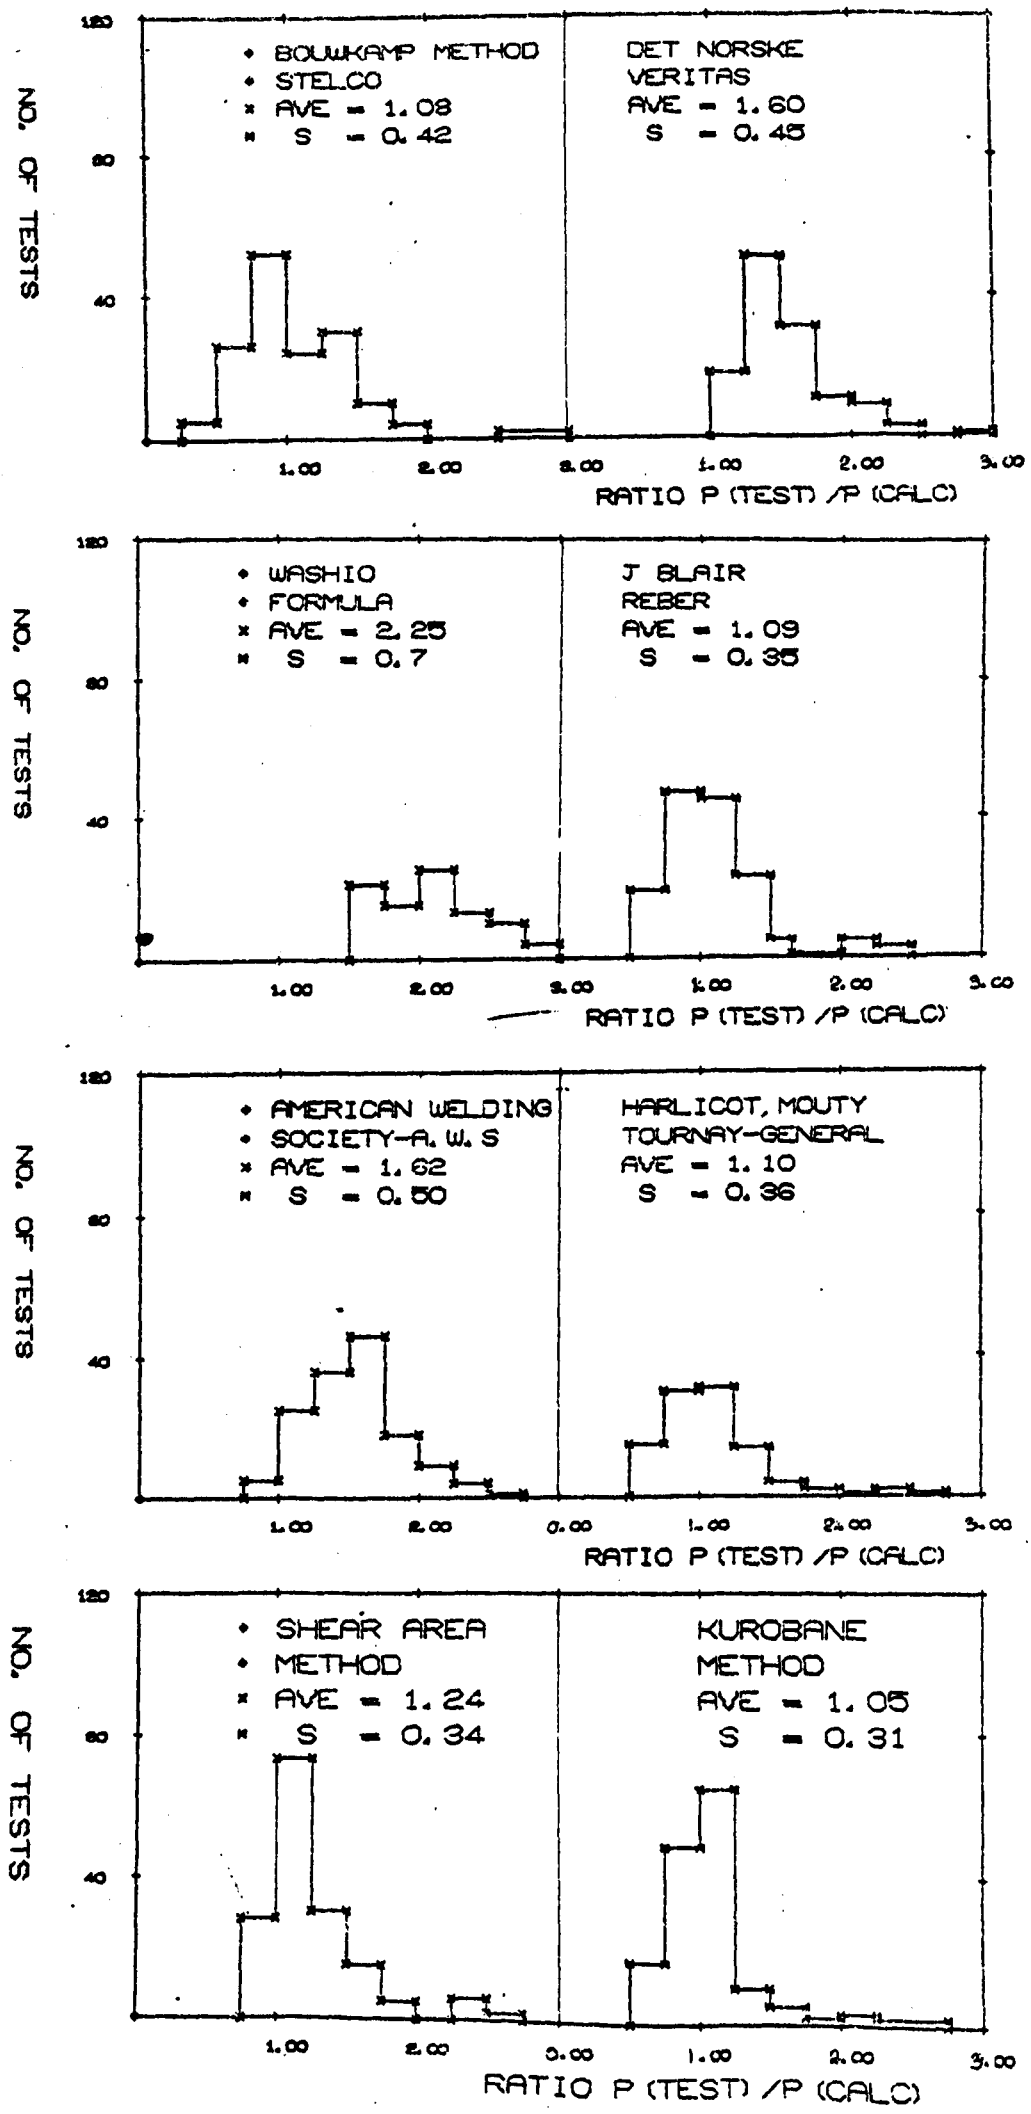 120
BOUWKAMP METHOD
STELCO
AVE = 1.08
S = 0.42
DET NORSKE
VERITAS
AVE = 1.60
S = 0.45
80
40
NO. OF TESTS
1.00 2.00 3.00 1.00 2.00 3.00
RATIO P (TEST) /P (CALC)
120
WASHIO
FORMULA
AVE = 2.25
S = 0.7
J BLAIR
REBER
AVE = 1.09
S = 0.35
80
40
NO. OF TESTS
1.00 2.00 3.00 1.00 2.00 3.00
RATIO P (TEST) /P (CALC)
120
AMERICAN WELDING
SOCIETY-A. W. S
AVE = 1.62
S = 0.50
HARLICOT, MOUTY
TOURNAY-GENERAL
AVE = 1.10
S = 0.36
80
40
NO. OF TESTS
1.00 2.00 0.00 1.00 2.00 3.00
RATIO P (TEST) /P (CALC)
120
SHEAR AREA
METHOD
AVE = 1.24
S = 0.34
KUROBANE
METHOD
AVE = 1.05
S = 0.31
80
40
NO. OF TESTS
1.00 2.00 0.00 1.00 2.00 3.00
RATIO P (TEST) /P (CALC)